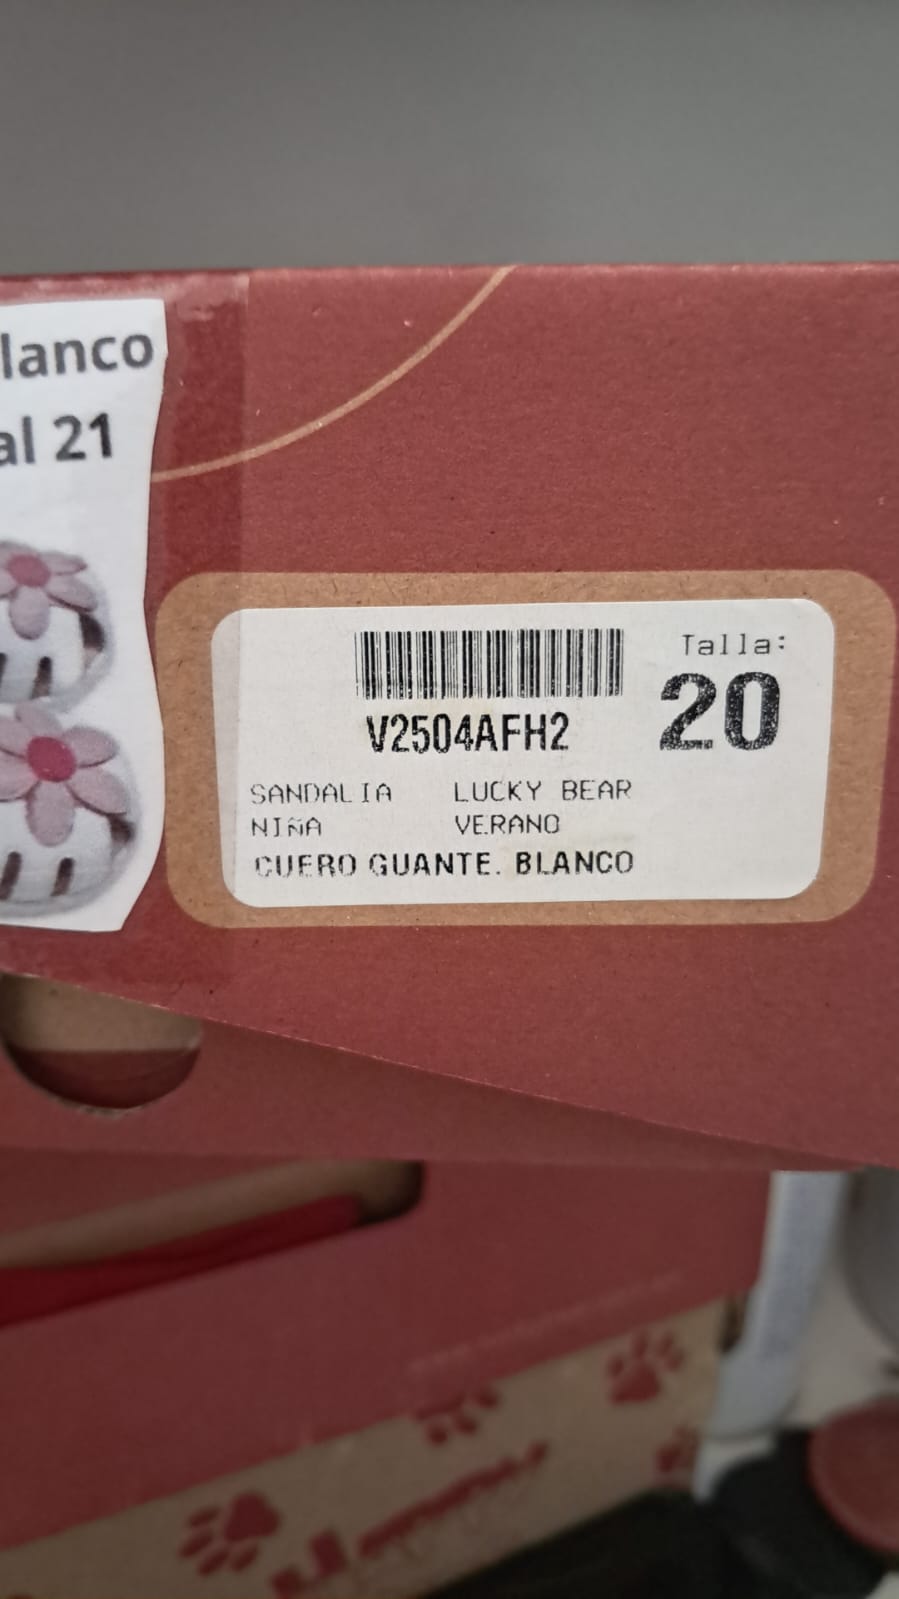 lanco
al 21
Talla:
20
V2504AFH2
SANDALIA LUCKY BEAR
NIÑA VERANO
CUERO GUANTE. BLANCO